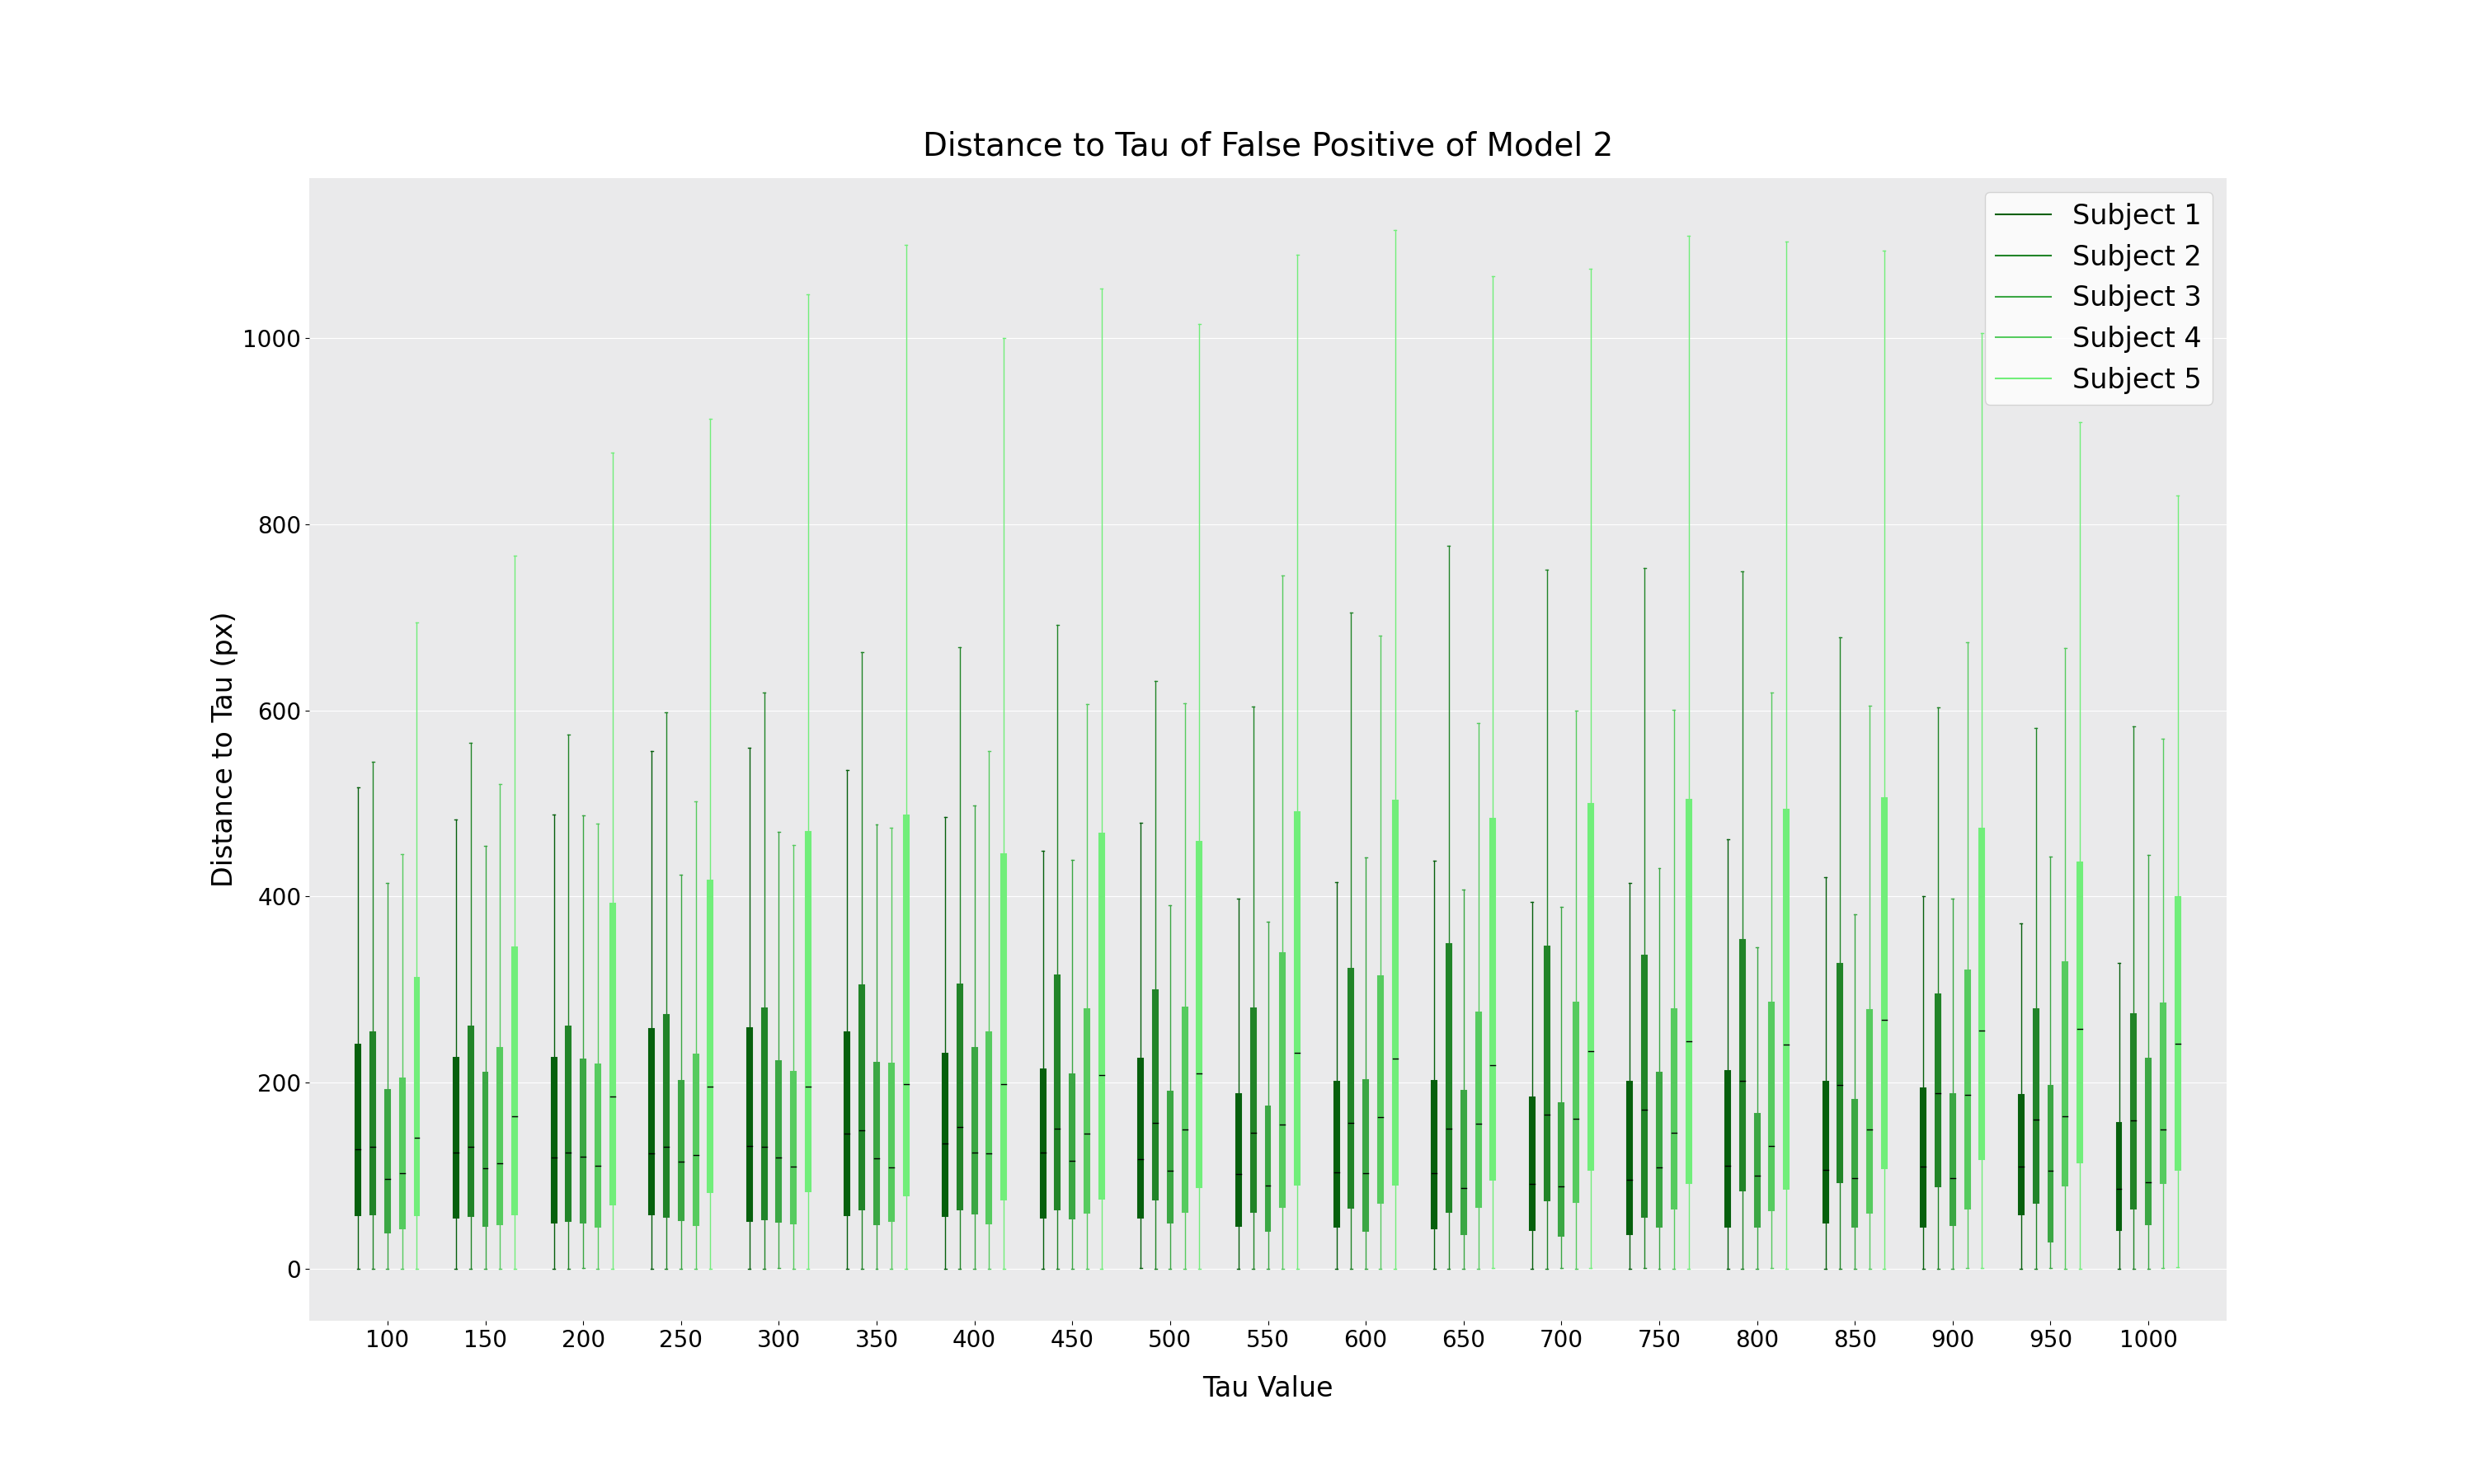 Distance to Tau of False Positive of Model 2
Subject 1
Subject 2
Subject 3
Subject 4
Subject 5
Distance to Tau (px)
1000
800
600
400
200
0
100 150 200 250 300 350 400 450 500 550 600 650 700 750 800 850 900 950 1000
Tau Value